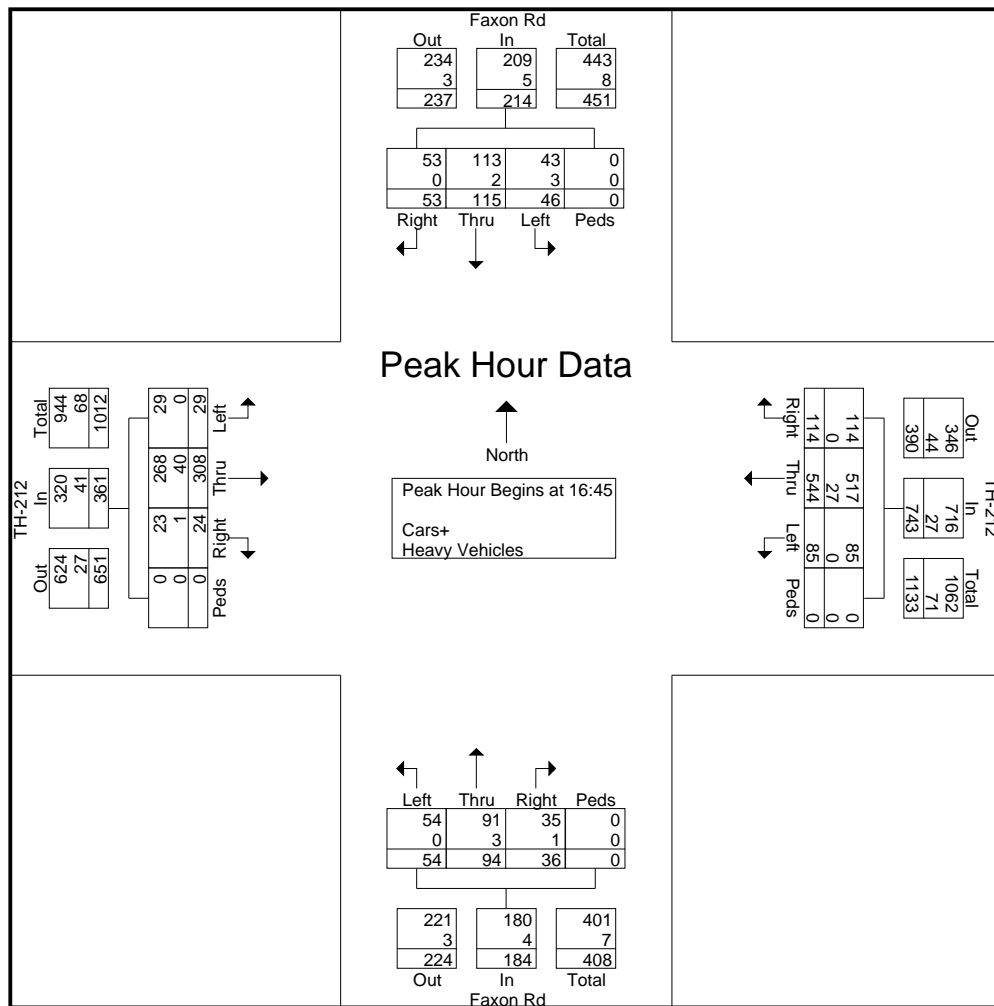 Faxon Rd
Out In Total
234 209 443
3 5 8
237 214 451
53 113 43 0
0 2 3 0
53 115 46 0
Right Thru Left Peds
Peak Hour Data
North
Peak Hour Begins at 16:45
Cars+
Heavy Vehicles
TH-212
Out In Total
624 320 944
27 41 68
651 361 1012
29 268 23 0
0 40 1 0
29 308 24 0
Left Thru Right Peds
TH-212
Out In Total
346 716 1062
44 27 71
390 743 1133
114 517 85 0
0 27 0 0
114 544 85 0
Right Thru Left Peds
Left Thru Right Peds
54 91 35 0
0 3 1 0
54 94 36 0
221 180 401
3 4 7
224 184 408
Out In Total
Faxon Rd